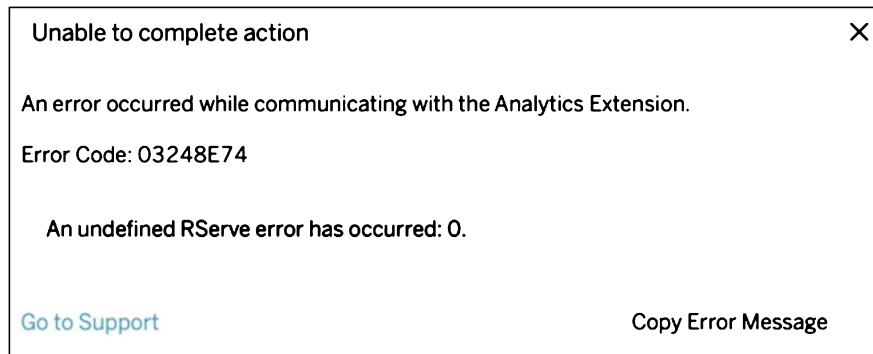 Unable to complete action
An error occurred while communicating with the Analytics Extension.
Error Code: 03248E74
An undefined RServe error has occurred: 0.
Go to Support
Copy Error Message